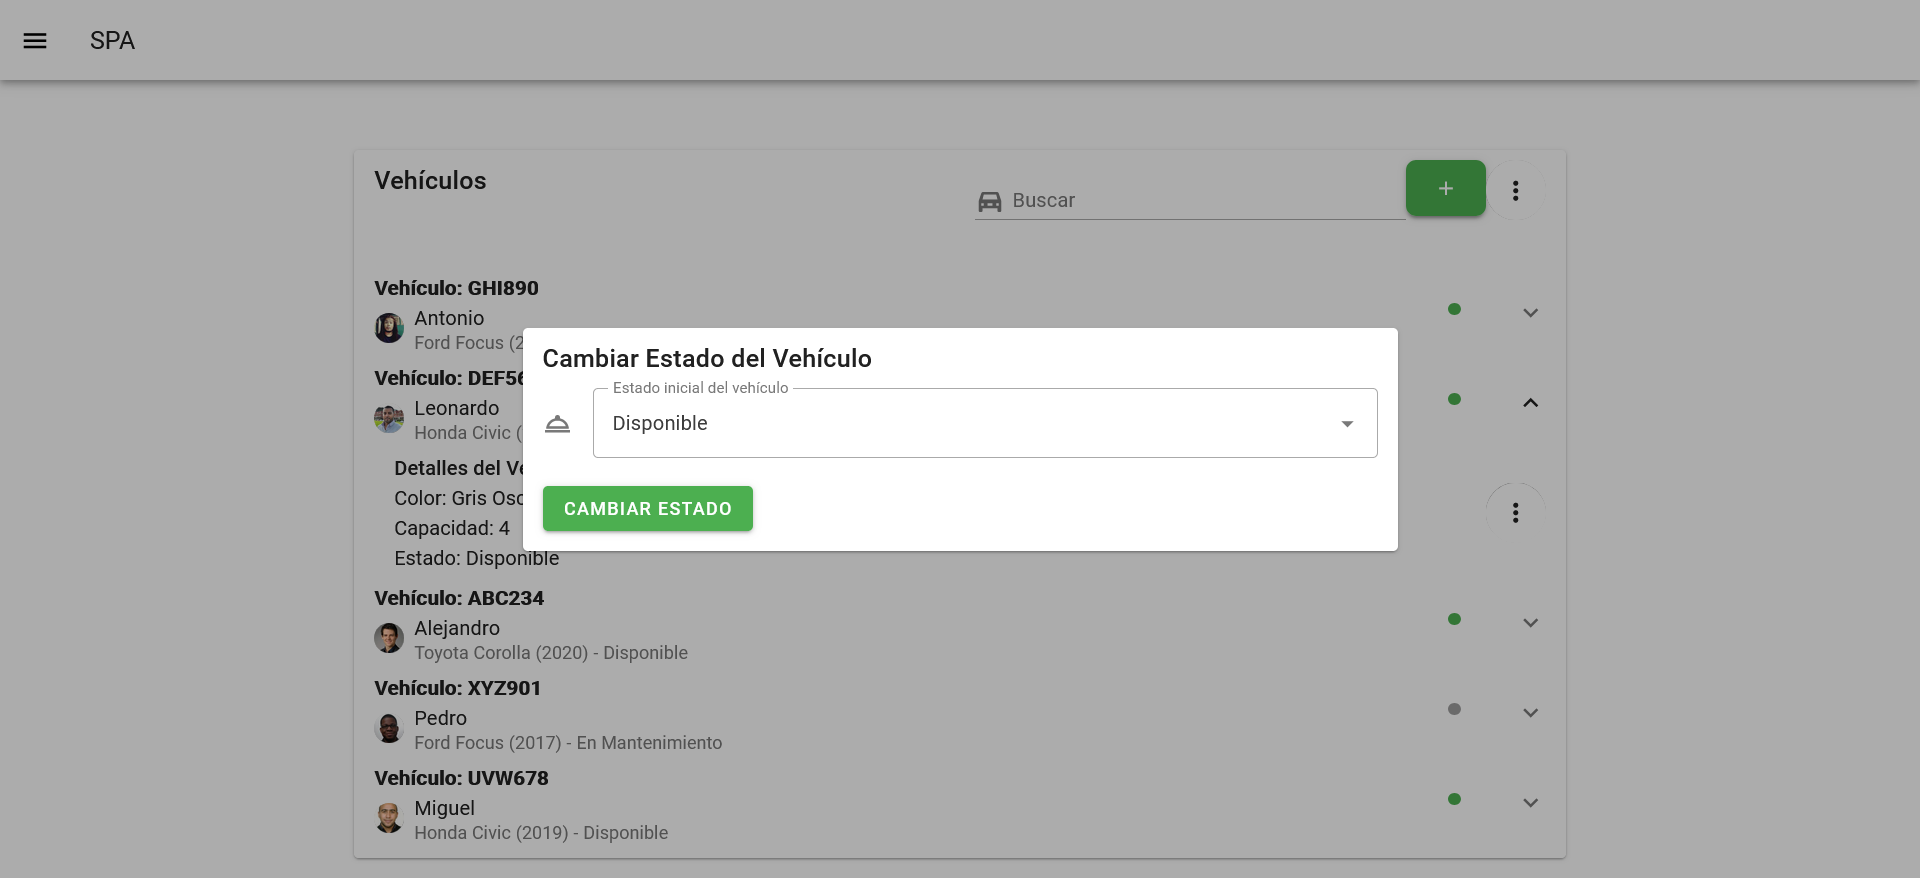 SPA
Vehículos
Buscar
+
Vehículo: GHI890
Antonio
Ford Focus (2
Vehículo: DEF56
Leonardo
Honda Civic (
Cambiar Estado del Vehículo
Estado inicial del vehículo
Disponible
CAMBIAR ESTADO
Detalles del Ve
Color: Gris Osc
Capacidad: 4
Estado: Disponible
Vehículo: ABC234
Alejandro
Toyota Corolla (2020) - Disponible
Vehículo: XYZ901
Pedro
Ford Focus (2017) - En Mantenimiento
Vehículo: UVW678
Miguel
Honda Civic (2019) - Disponible